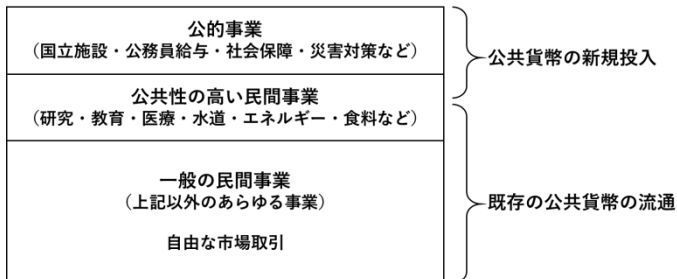 公的事業
（国立施設・公務員給与・社会保障・災害対策など）
公共貨幣の新規投入
公共性の高い民間事業
（研究・教育・医療・水道・エネルギー・食料など）
一般の民間事業
（上記以外のあらゆる事業）
既存の公共貨幣の流通
自由な市場取引